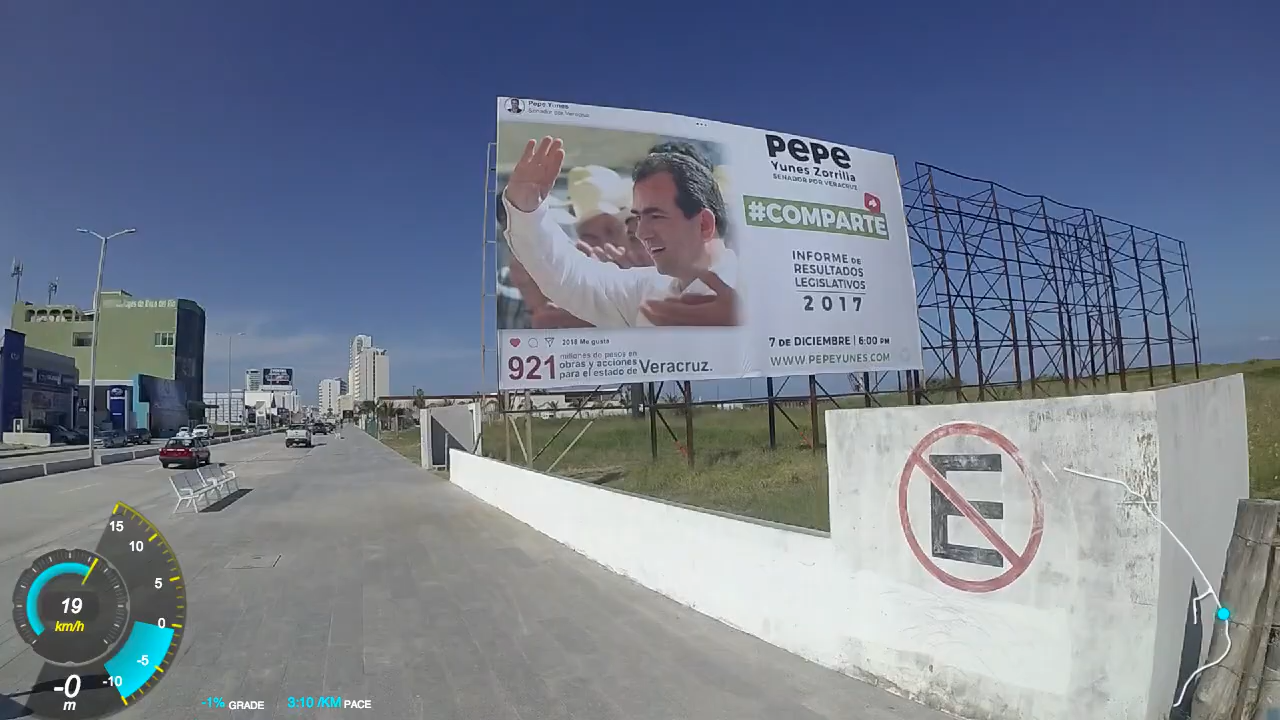 Pepe Yunes
Senador por Veracruz
PEPE
Yunes Zorrilla
SENADOR POR VERACRUZ
#COMPARTE
INFORME DE
RESULTADOS
LEGISLATIVOS
2017
2018 Me gusta
921 millones de pesos en
obras y acciones
para el estado de Veracruz.
7 DE DICIEMBRE | 6:00 PM
WWW.PEPEYUNES.COM
E
15
10
5
0
-5
-10
19
km/h
-0
m
-1% GRADE
3:10 /KM PACE